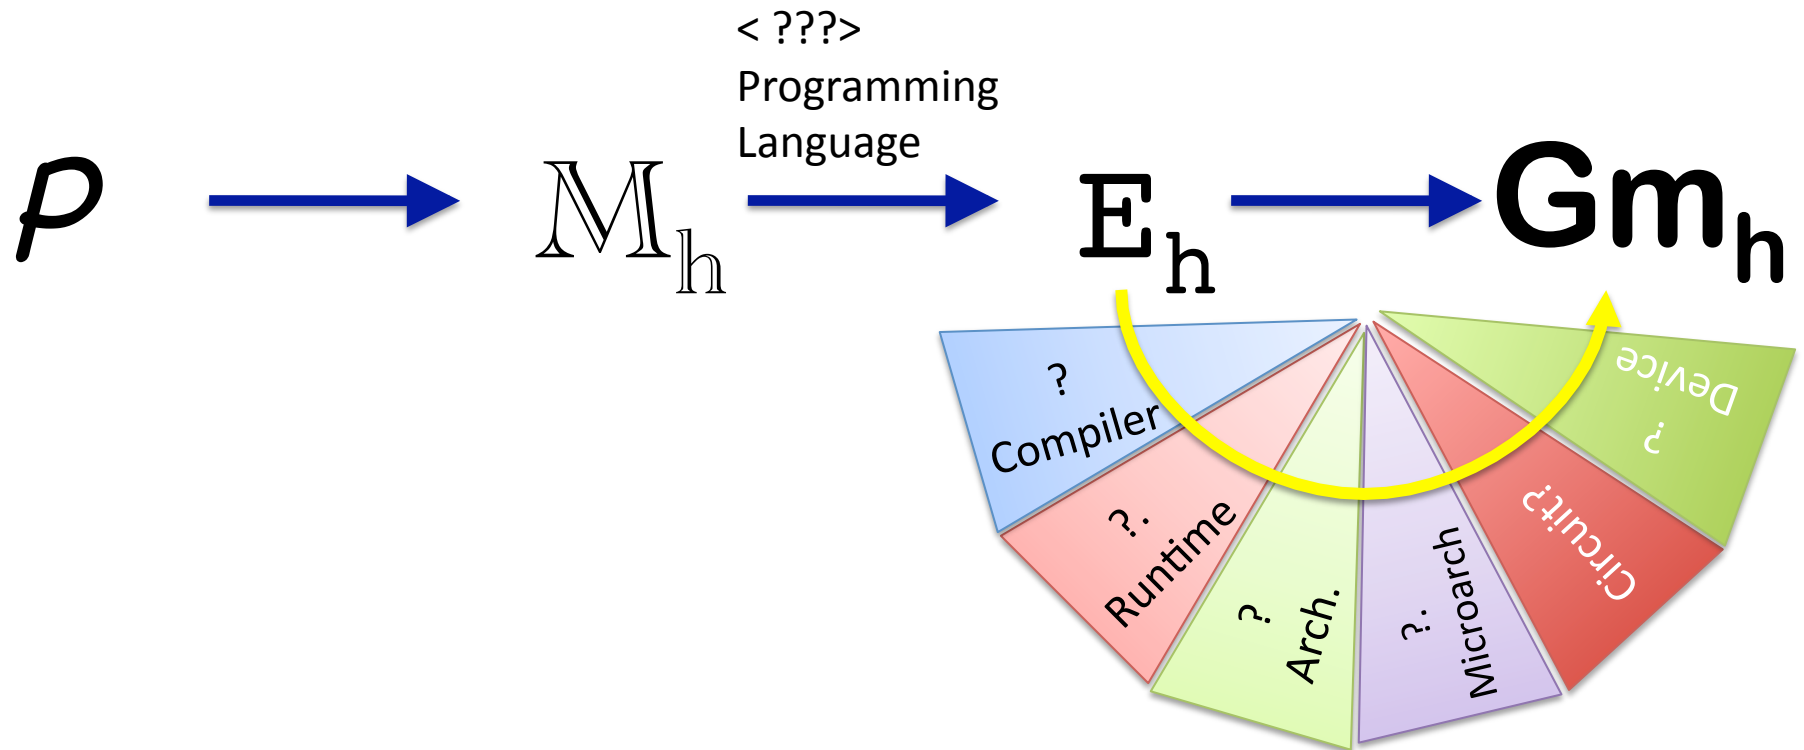 < ???>
Programming
Language
P
𝕄h
Eh
Gmh
?
Compiler
?.
Runtime
?
Arch.
?.
Microarch
Circuit?
?
Device